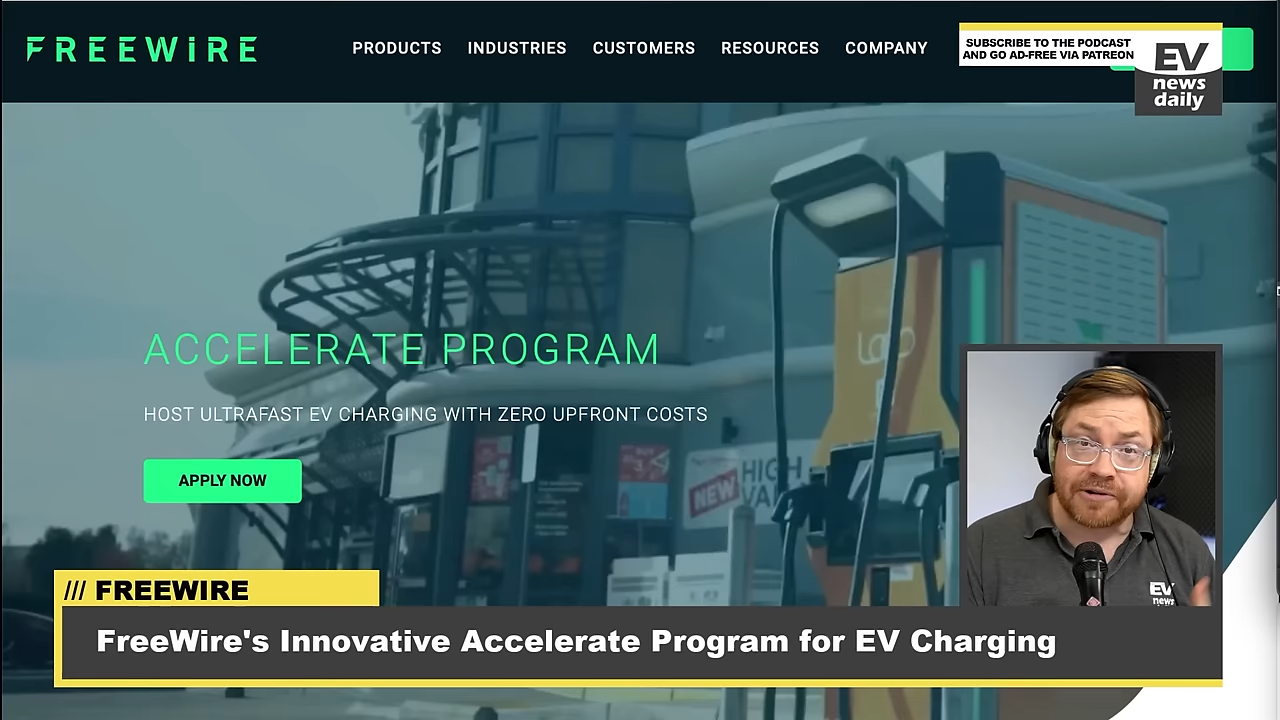 FREEWiRE
PRODUCTS INDUSTRIES CUSTOMERS RESOURCES COMPANY
SUBSCRIBE TO THE PODCAST
AND GO AD-FREE VIA PATREON
EV
news
daily
ACCELERATE PROGRAM
HOST ULTRAFAST EV CHARGING WITH ZERO UPFRONT COSTS
APPLY NOW
NEW
HIGH
EV
news
/// FREEWIRE
FreeWire's Innovative Accelerate Program for EV Charging